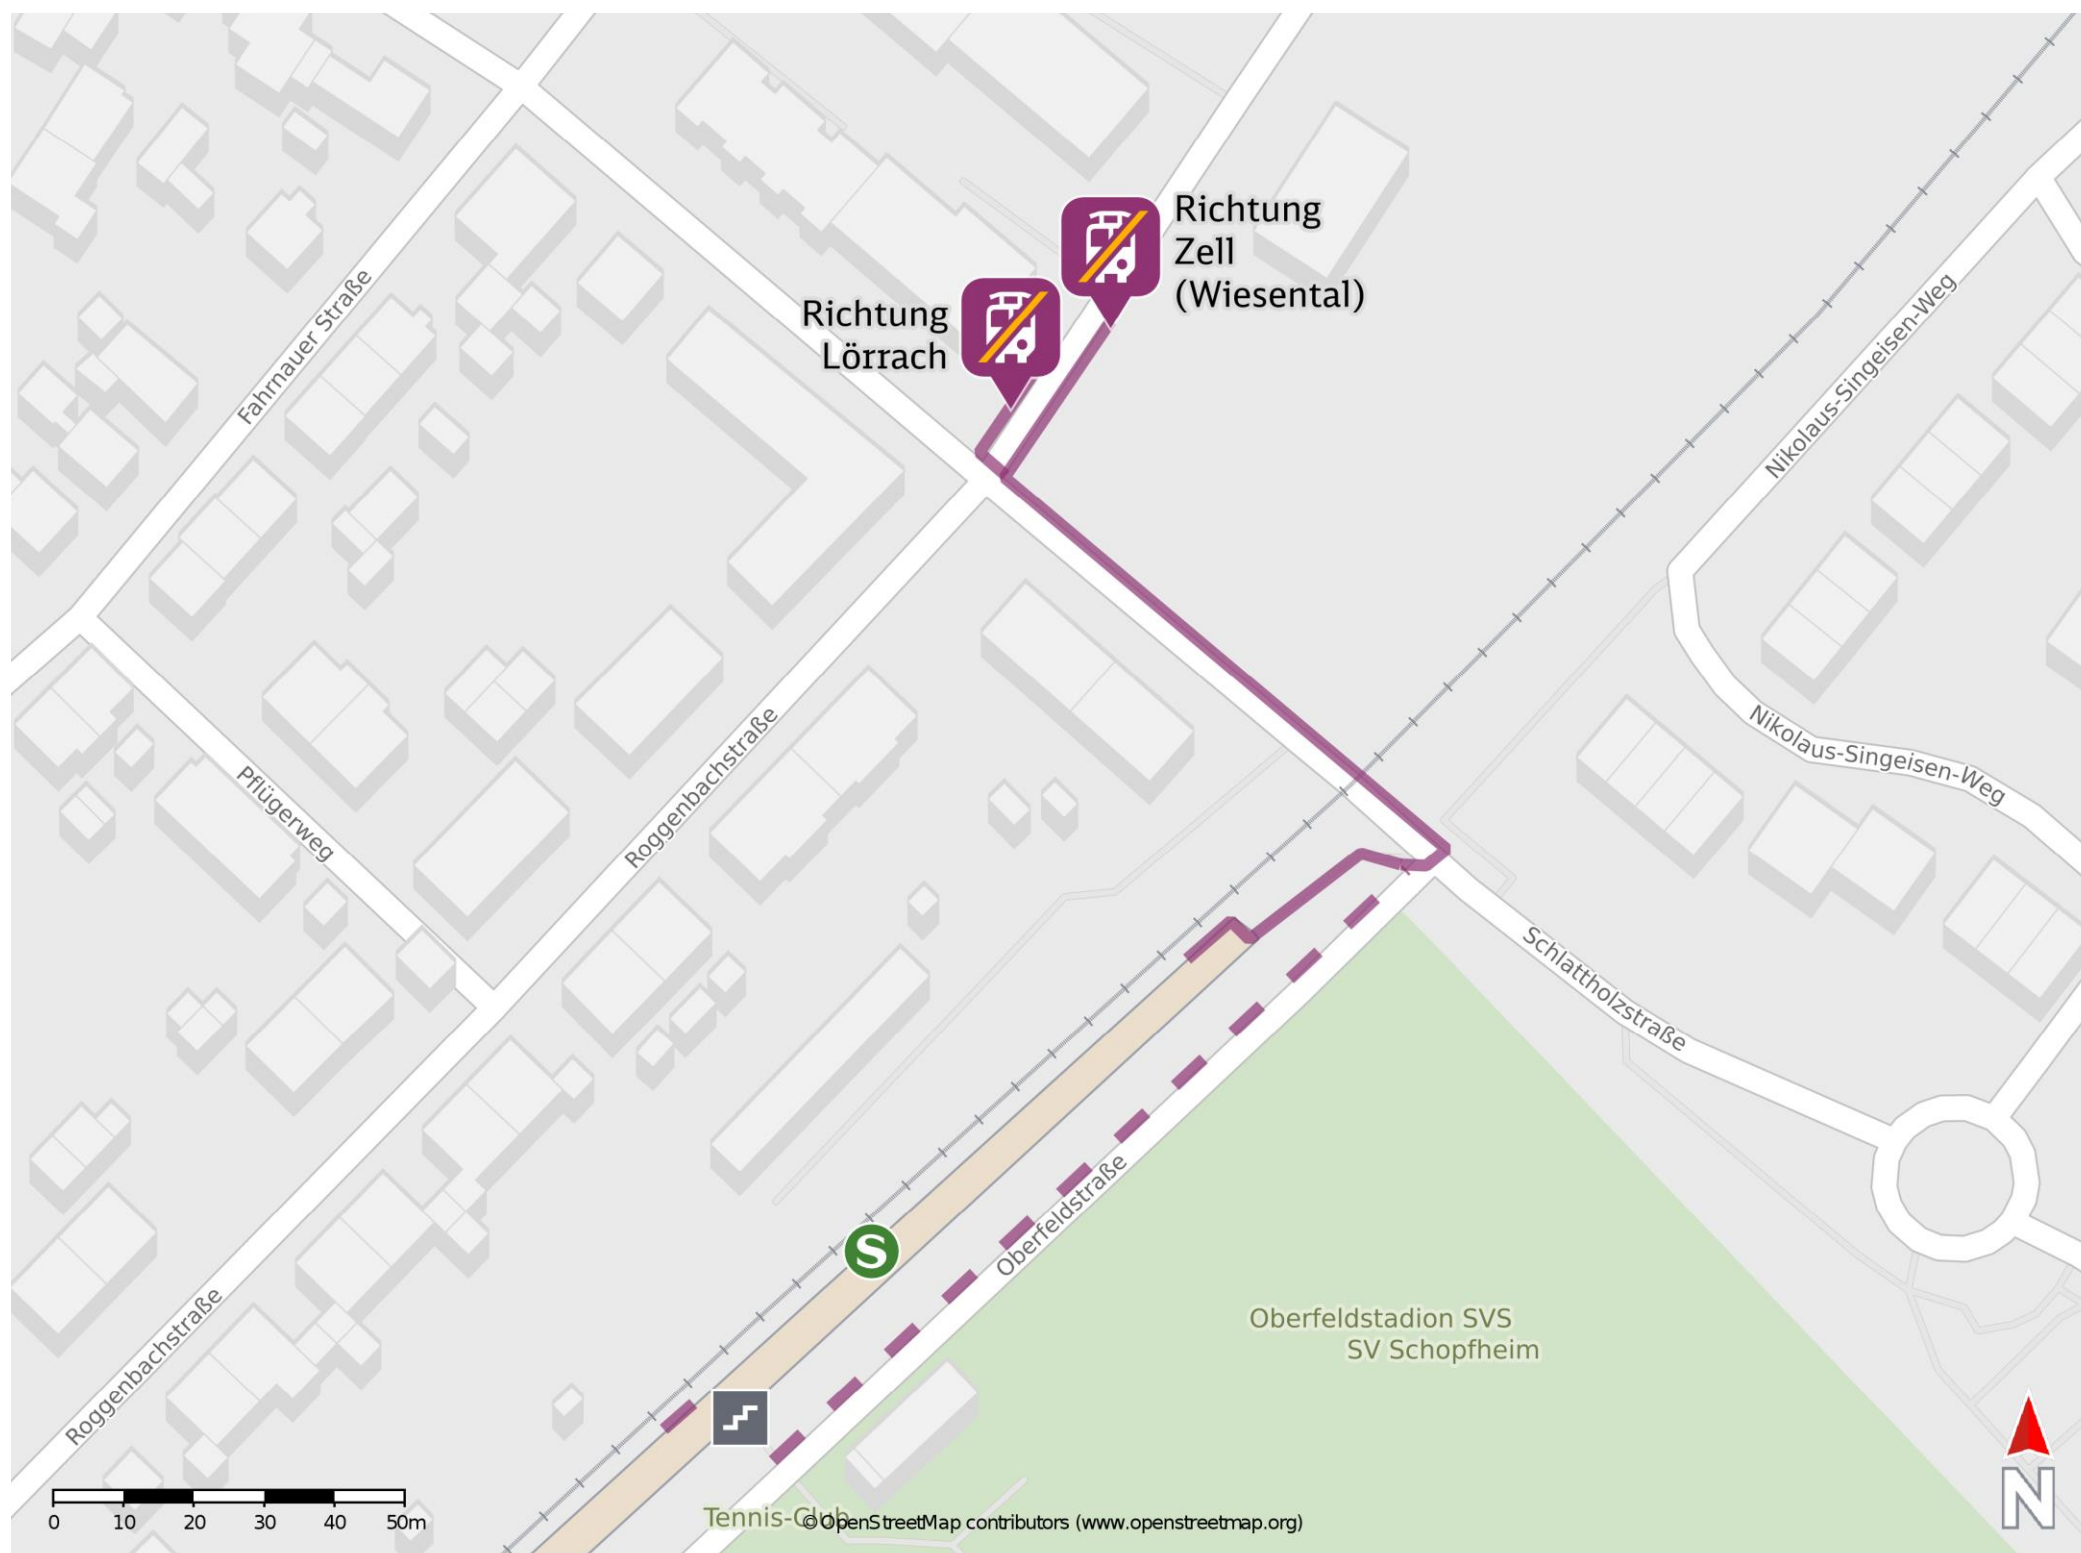 Richtung
Zell
(Wiesental)
Richtung
Lörrach
Fahrnauer Straße
Nikolaus-Singeisen-Weg
Nikolaus-Singeisen-Weg
Pflügerweg
Roggenbachstraße
Schlattholzstraße
Oberfeldstraße
S
Roggenbachstraße
Oberfeldstadion SVS
SV Schopfheim
Tennis-Club
© OpenStreetMap contributors (www.openstreetmap.org)
0 10 20 30 40 50m
N